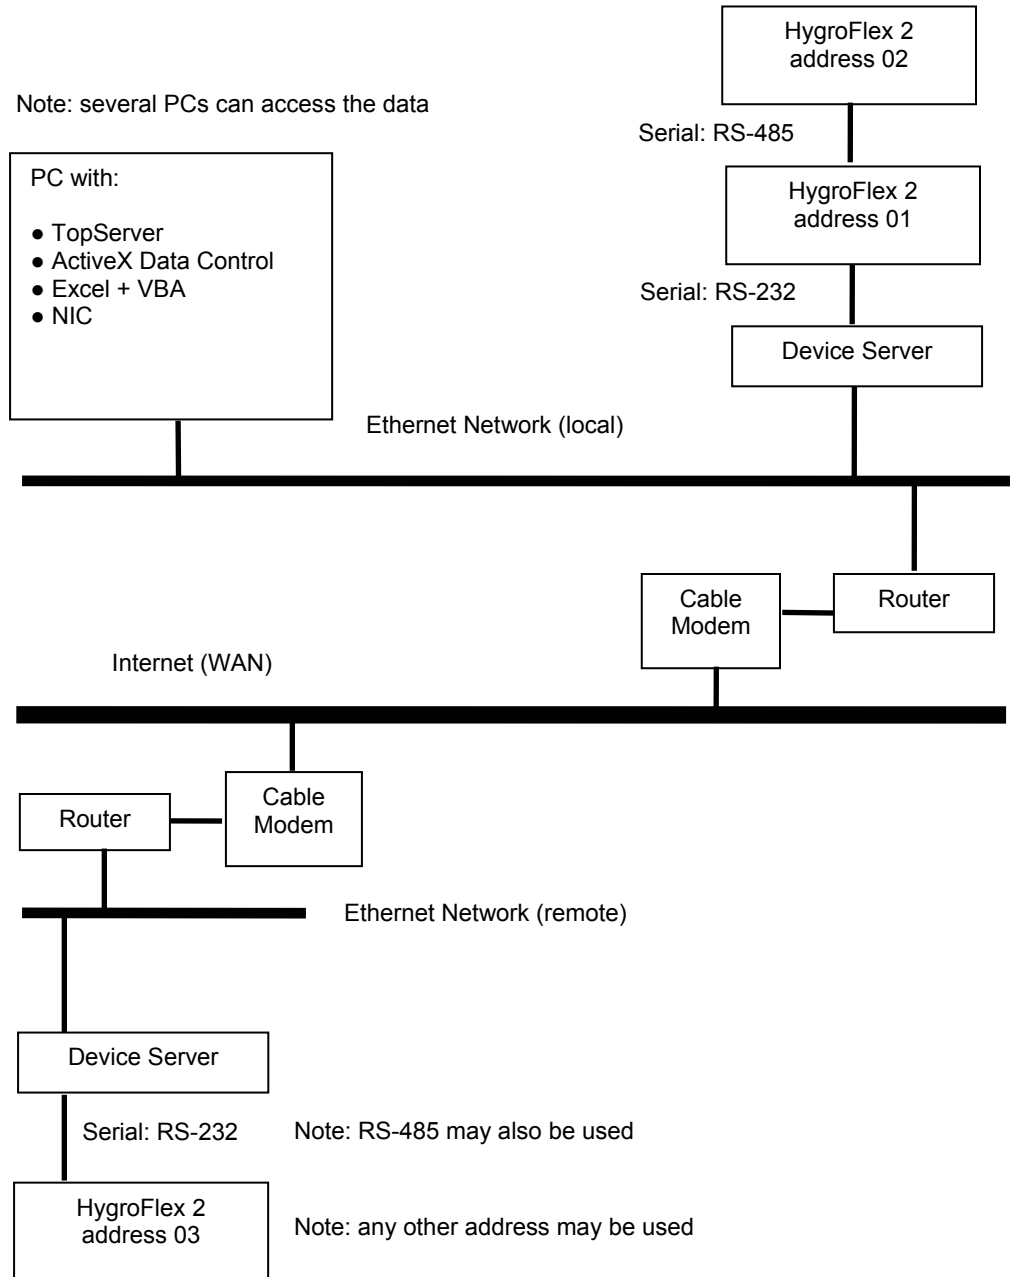 HygroFlex 2
address 02
Note: several PCs can access the data
Serial: RS-485
PC with:
● TopServer
● ActiveX Data Control
● Excel + VBA
● NIC
HygroFlex 2
address 01
Serial: RS-232
Device Server
Ethernet Network (local)
Cable
Modem
Router
Internet (WAN)
Router
Cable
Modem
Ethernet Network (remote)
Device Server
Serial: RS-232
Note: RS-485 may also be used
HygroFlex 2
address 03
Note: any other address may be used